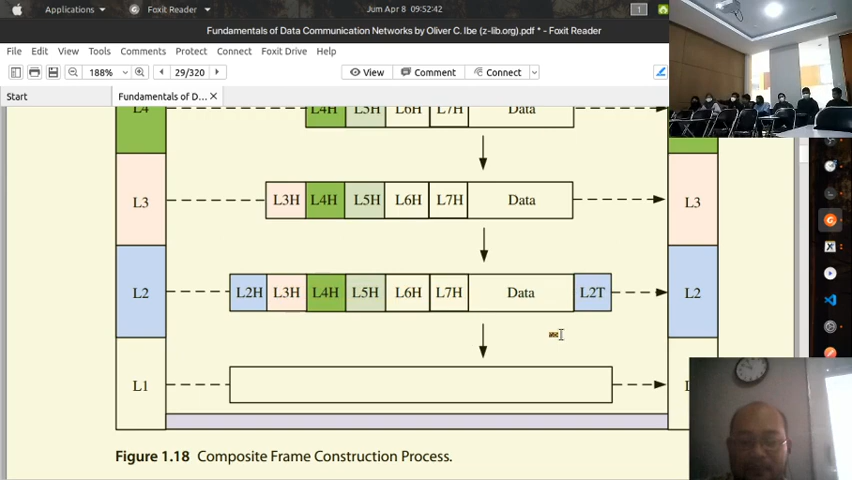 Applications Foxit Reader Jum Apr 8 09:52:42 1
Fundamentals of Data Communication Networks by Oliver C. Ibe (z-lib.org).pdf * - Foxit Reader
File Edit View Tools Comments Protect Connect Foxit Drive Help
188% 29/320 View Comment Connect
Start Fundamentals of D...
L4 L4H L5H L6H L7H Data
L3 L3H L4H L5H L6H L7H Data L3
L2 L2H L3H L4H L5H L6H L7H Data L2T L2
L1
Figure 1.18 Composite Frame Construction Process.